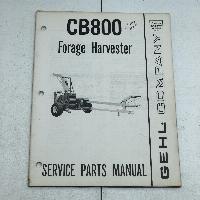 CB800
Forage Harvester
SERVICE PARTS MANUAL
GEHL COMPANY